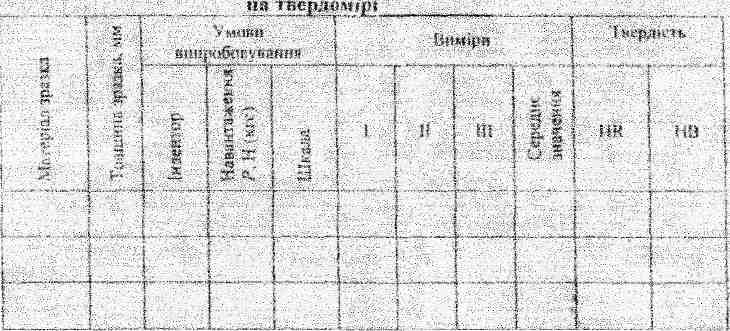 на твердомірі
Умови
випробовування
Виміри
Твердість
Матеріал зразка
Товщина зразка, мм
Індентор
Навантаження
P, Н (кгс)
Шкала
I
II
III
Середнє
значення
HR
HB